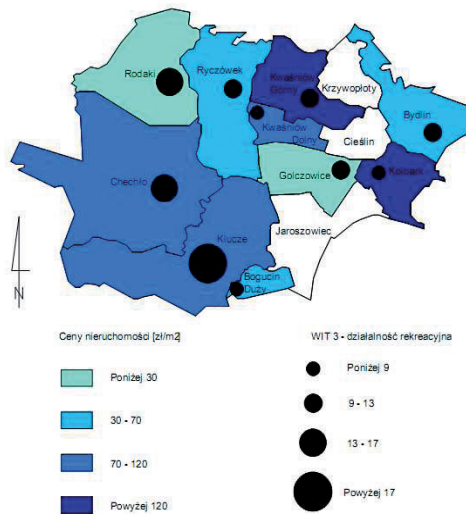 Rodaki
Ryczówek
Kwaśniów
Górny
Krzywopłoty
Bydlin
Kwaśniów
Dolny
Cieślin
Golczowice
Kolbark
Chechło
Jaroszowiec
Klucze
Bogucin
Duży
N
Ceny nieruchomości [zł/m2]
Poniżej 30
30 - 70
70 - 120
Powyżej 120
WIT 3 - działalność rekreacyjna
Poniżej 9
9 - 13
13 - 17
Powyżej 17